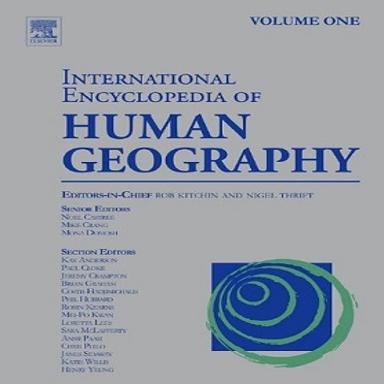 VOLUME ONE
ELSEVIER
INTERNATIONAL
ENCYCLOPEDIA OF
HUMAN
GEOGRAPHY
EDITORS-IN-CHIEF ROB KITCHIN AND NIGEL THRIFT
SENIOR EDITORS
NOEL CASTREE
MIKE CRANG
MONA DOMOSH
SECTION EDITORS
KAY ANDERSON
PAUL CLOKE
JEREMY CRAMPTON
BRIAN GRAHAM
COSTIS HADJIMICHALIS
PHIL HUBBARD
ROBIN KEARNS
MEI-PO KWAN
LORETTA LEES
SARA MCLAFFERTY
ANSSI PAASI
CHRIS PHILO
JAMES SIDAWAY
KATIE WILLIS
HENRY YEUNG